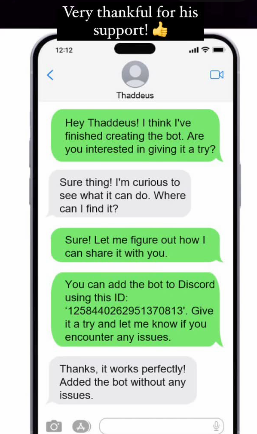 Very thankful for his
support! 👍
12:12
Thaddeus
Hey Thaddeus! I think I've
finished creating the bot. Are
you interested in giving it a try?
Sure thing! I'm curious to
see what it can do. Where
can I find it?
Sure! Let me figure out how I
can share it with you.
You can add the bot to Discord
using this ID:
'1258440262951370813'. Give
it a try and let me know if you
encounter any issues.
Thanks, it works perfectly!
Added the bot without any
issues.